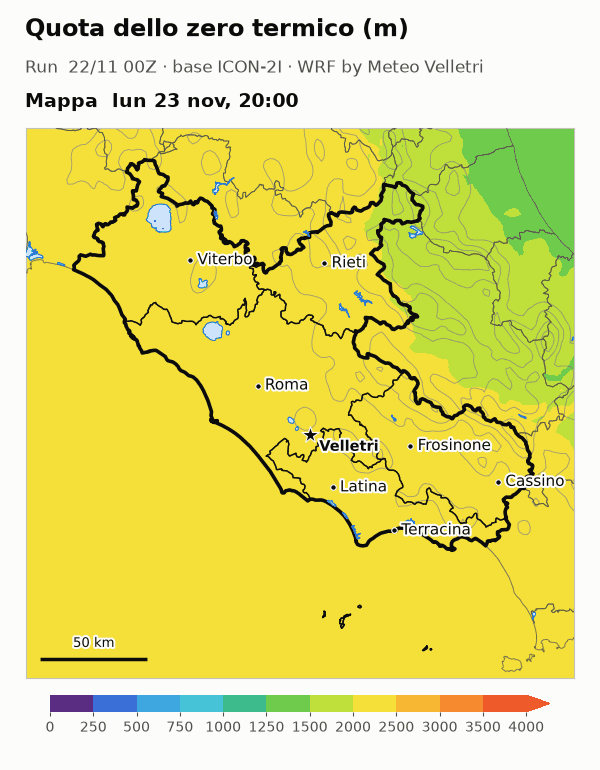 Quota dello zero termico (m)
Run  22/11 00Z · base ICON-2I · WRF by Meteo Velletri
Mappa  lun 23 nov, 20:00
Viterbo
Rieti
Roma
Velletri
Frosinone
Cassino
Latina
Terracina
50 km
0 250 500 750 1000 1250 1500 2000 2500 3000 3500 4000